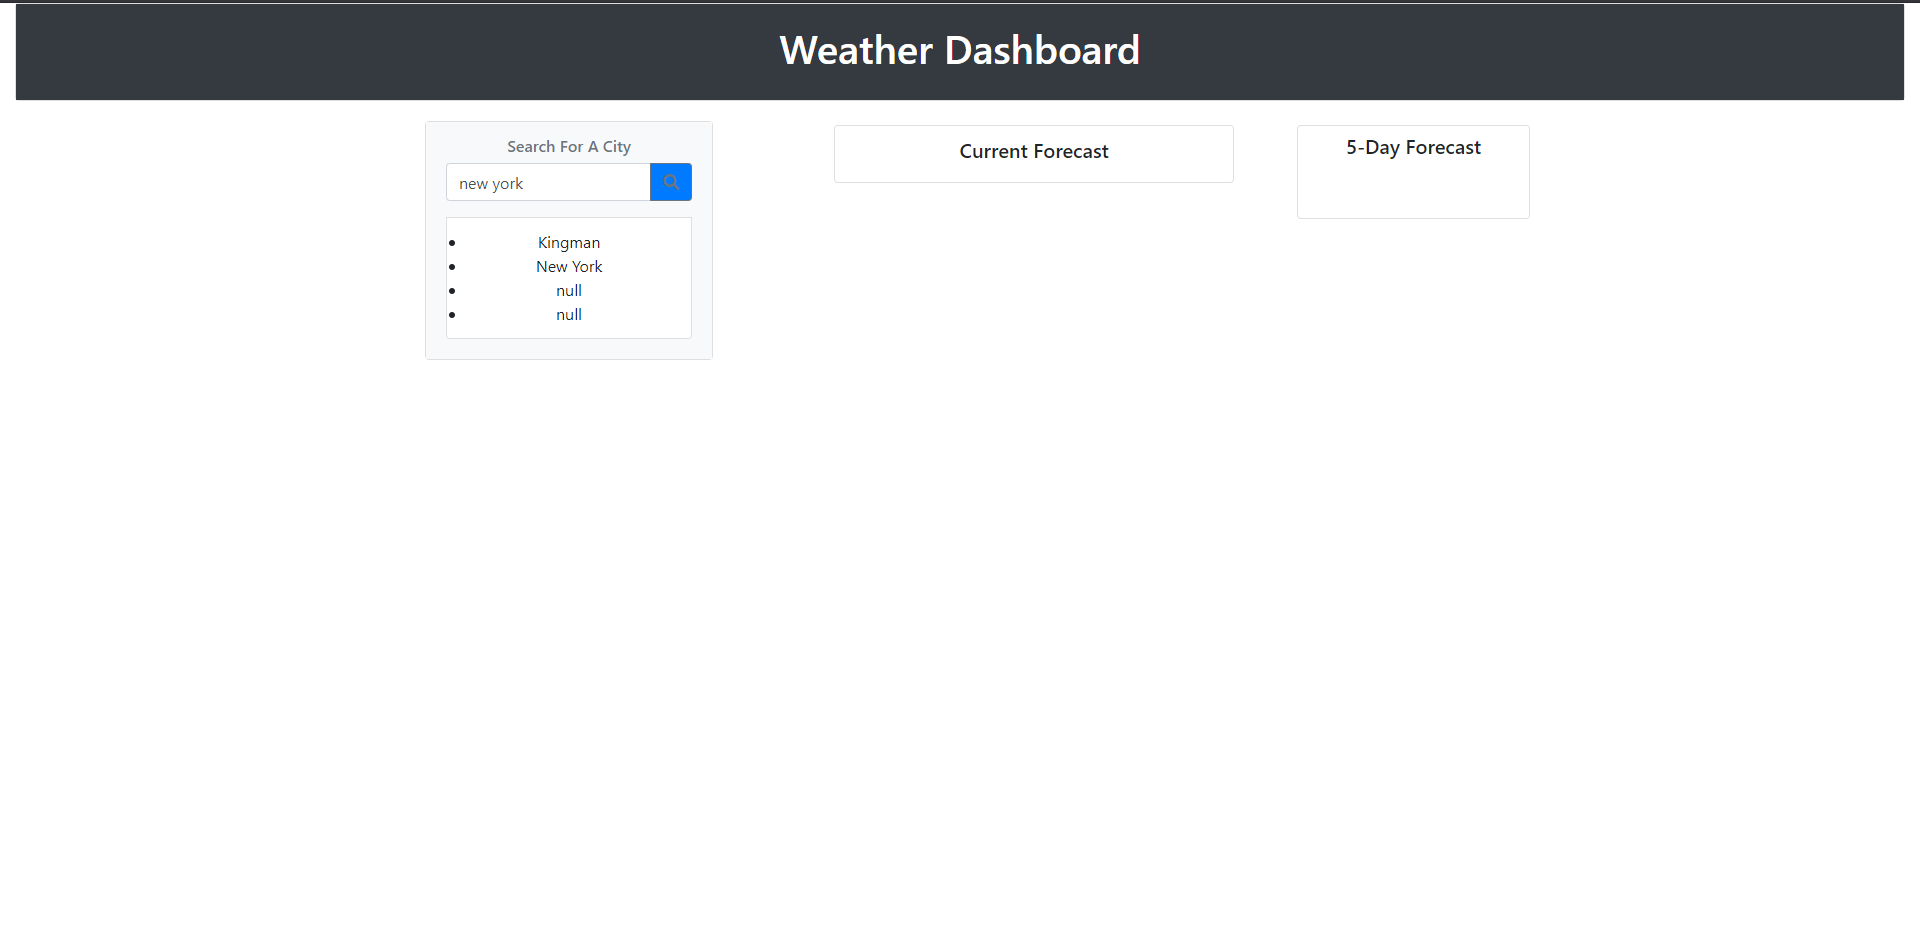 Weather Dashboard
Search For A City
new york
Kingman
New York
null
null
Current Forecast
5-Day Forecast